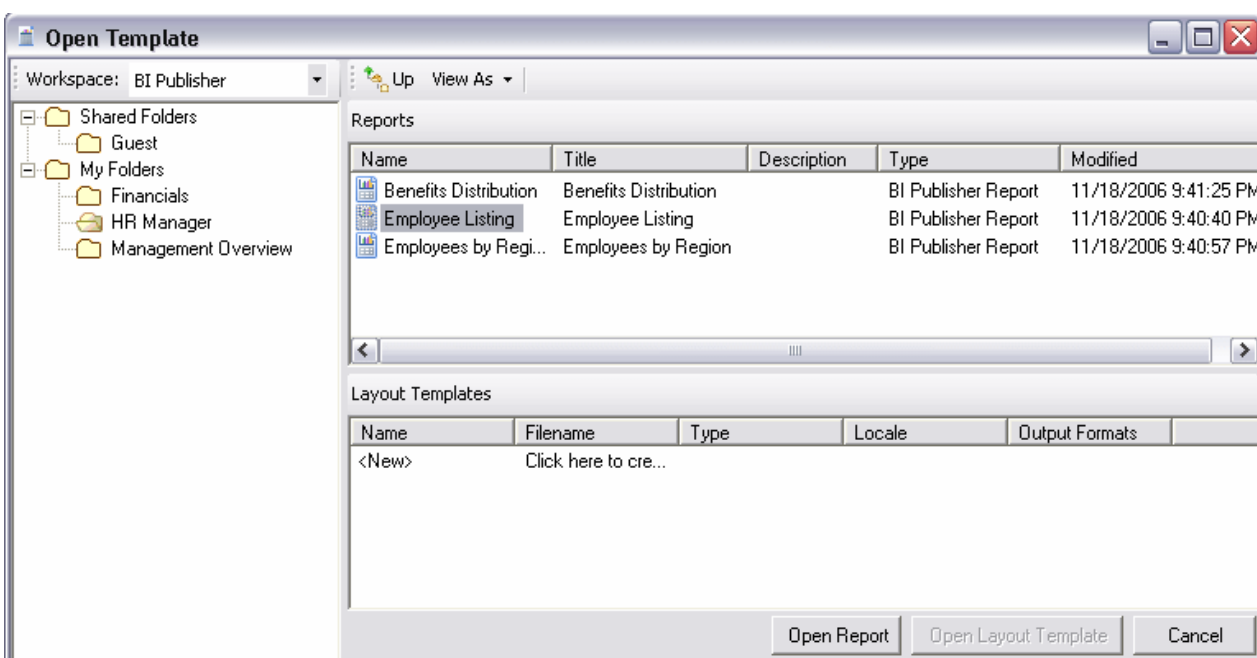 Open Template
Workspace: BI Publisher
Up View As
Shared Folders
Guest
My Folders
Financials
HR Manager
Management Overview
Reports
Name Title Description Type Modified
Benefits Distribution Benefits Distribution BI Publisher Report 11/18/2006 9:41:25 PM
Employee Listing Employee Listing BI Publisher Report 11/18/2006 9:40:40 PM
Employees by Regi... Employees by Region BI Publisher Report 11/18/2006 9:40:57 PM
Layout Templates
Name Filename Type Locale Output Formats
<New> Click here to cre...
Open Report Open Layout Template Cancel